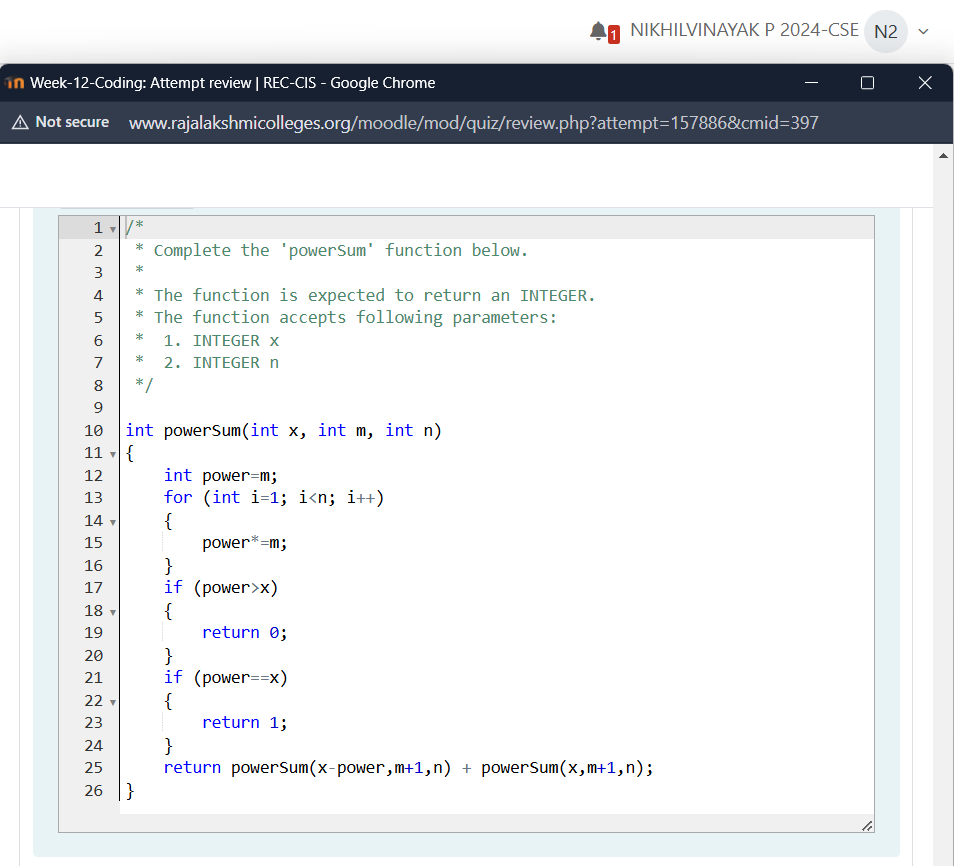 1 NIKHILVINAYAK P 2024-CSE N2
Week-12-Coding: Attempt review | REC-CIS - Google Chrome
Not secure www.rajalakshmicolleges.org/moodle/mod/quiz/review.php?attempt=157886&cmid=397
1 /*
2  * Complete the 'powerSum' function below.
3  *
4  * The function is expected to return an INTEGER.
5  * The function accepts following parameters:
6  *  1. INTEGER x
7  *  2. INTEGER n
8  */
9
10 int powerSum(int x, int m, int n)
11 {
12     int power=m;
13     for (int i=1; i<n; i++)
14     {
15         power*=m;
16     }
17     if (power>x)
18     {
19         return 0;
20     }
21     if (power==x)
22     {
23         return 1;
24     }
25     return powerSum(x-power,m+1,n) + powerSum(x,m+1,n);
26 }